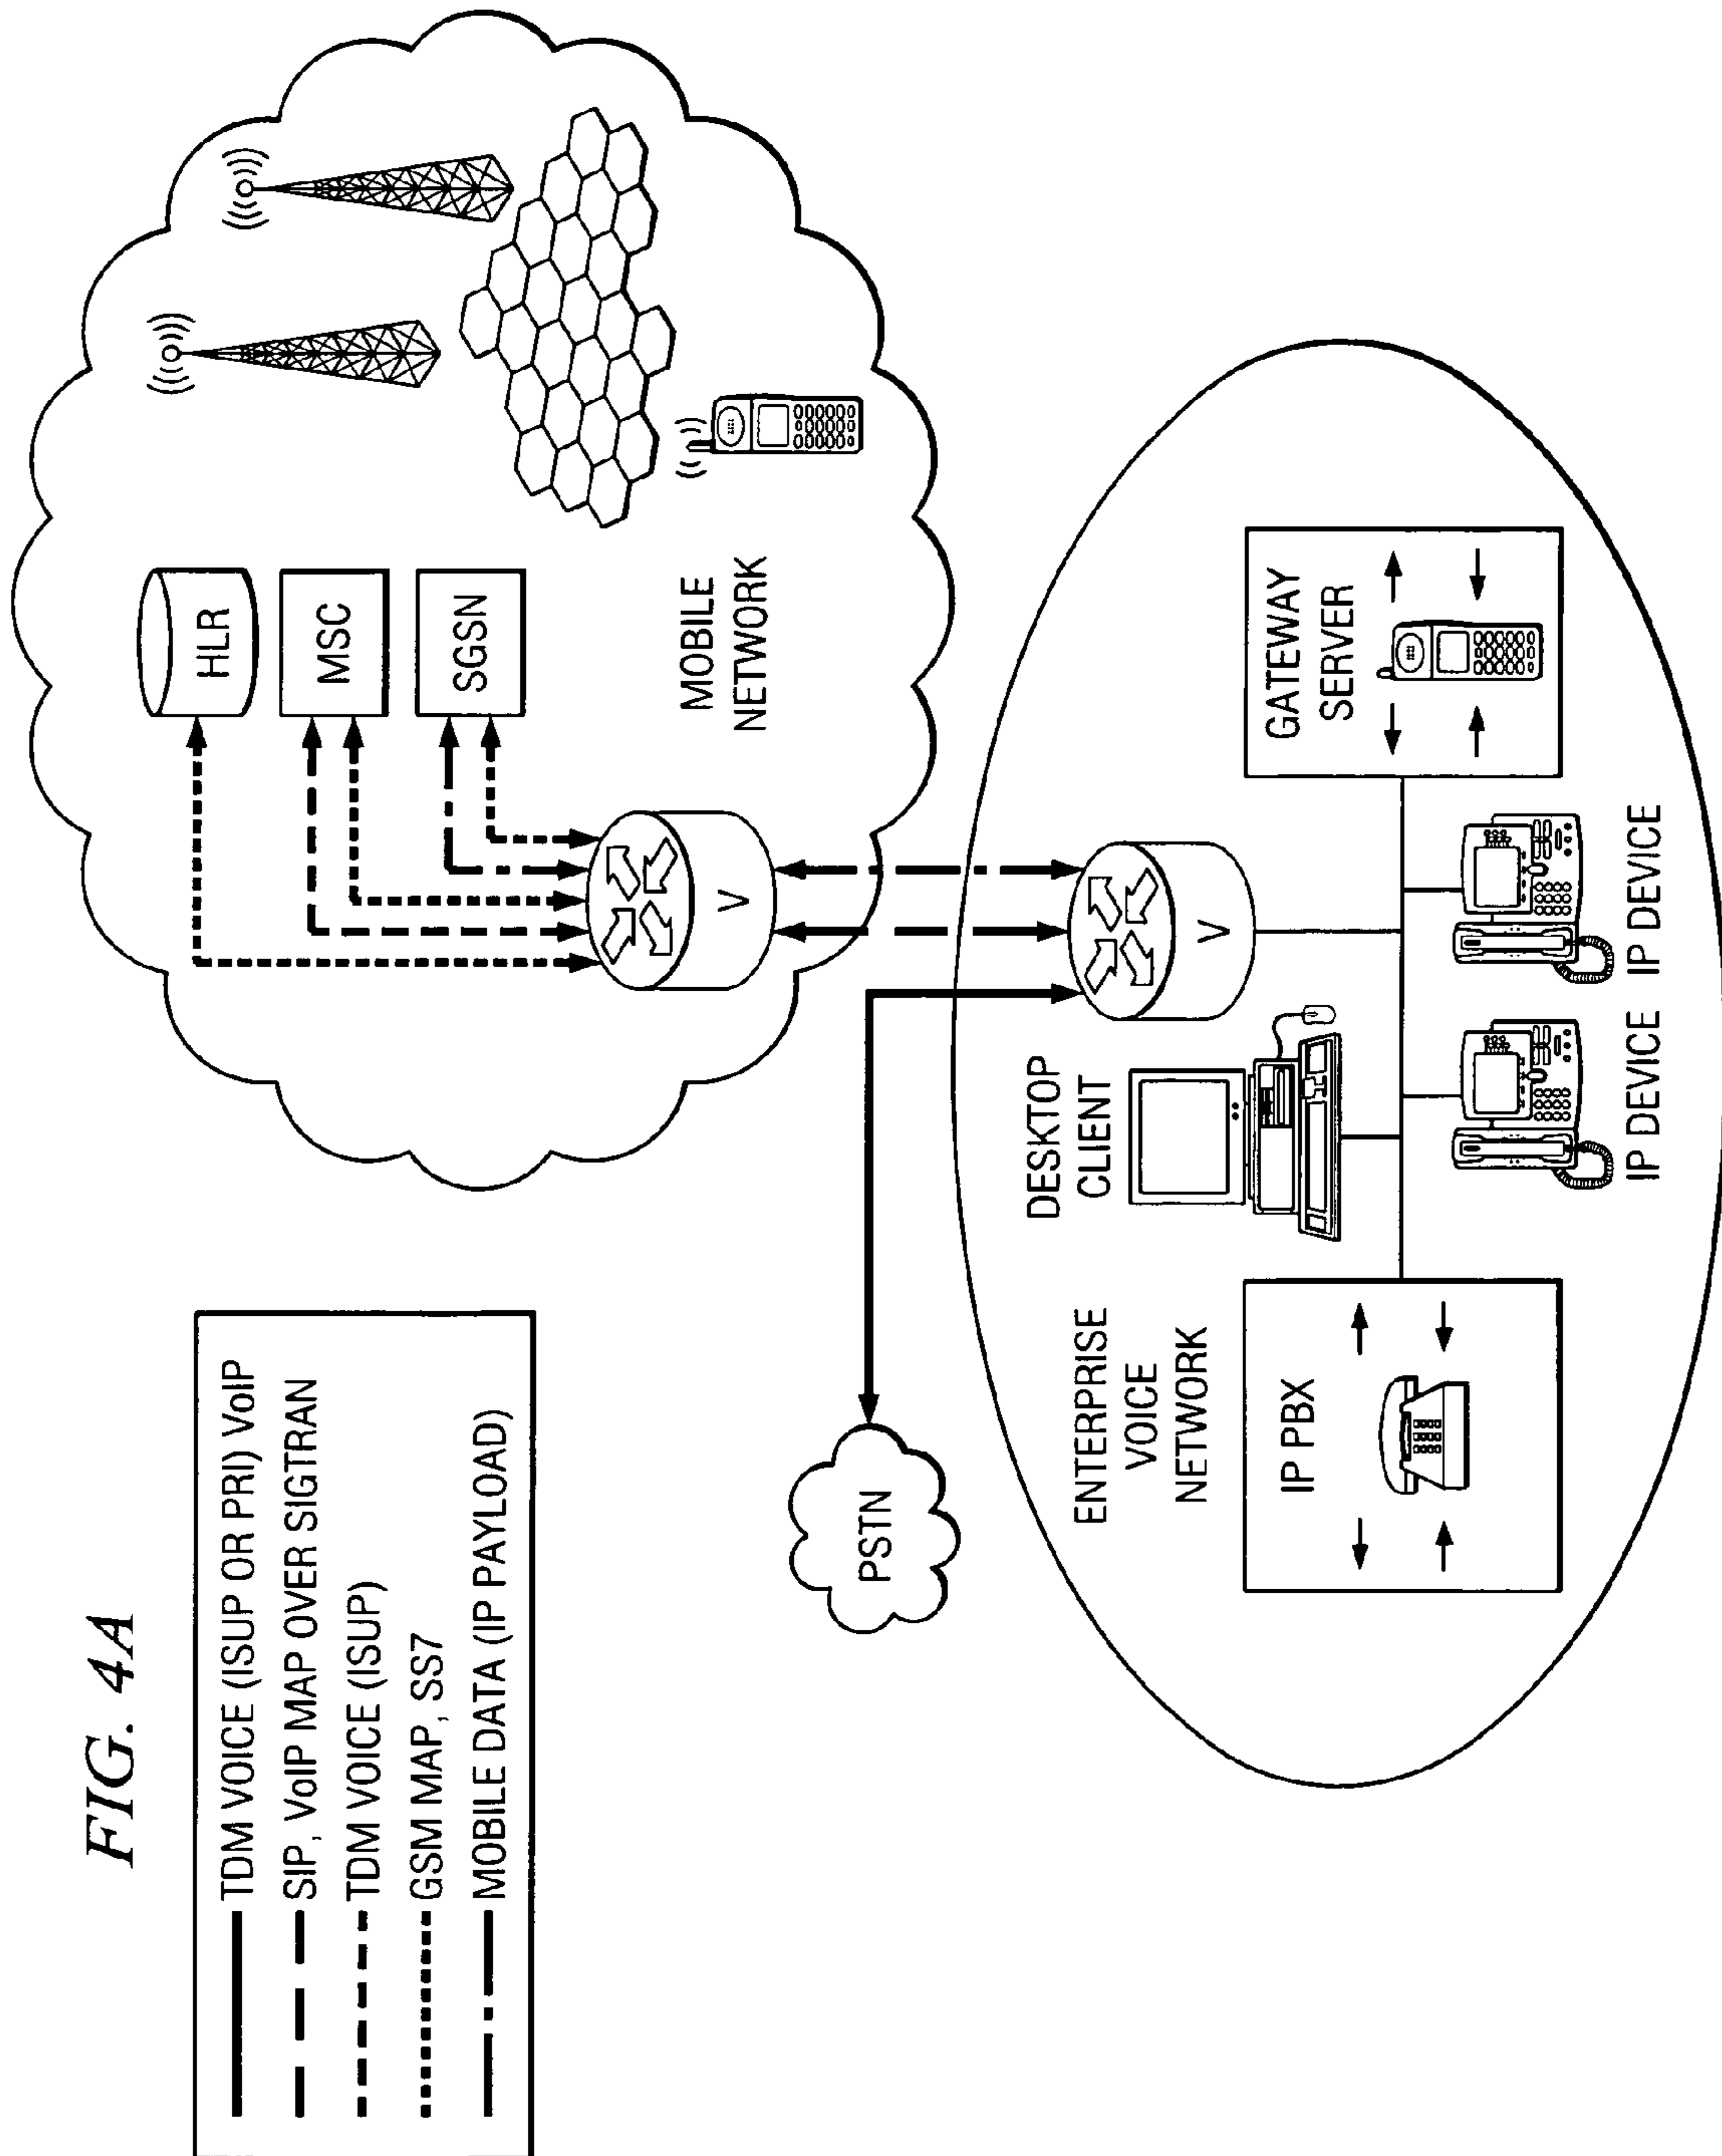 FIG. 4A
TDM VOICE (ISUP OR PRI) VoIP
SIP, VoIP MAP OVER SIGTRAN
TDM VOICE (ISUP)
GSM MAP, SS7
MOBILE DATA (IP PAYLOAD)
HLR
MSC
SGSN
MOBILE
NETWORK
V
PSTN
ENTERPRISE
VOICE
NETWORK
DESKTOP
CLIENT
V
IP PBX
GATEWAY
SERVER
IP DEVICE
IP DEVICE